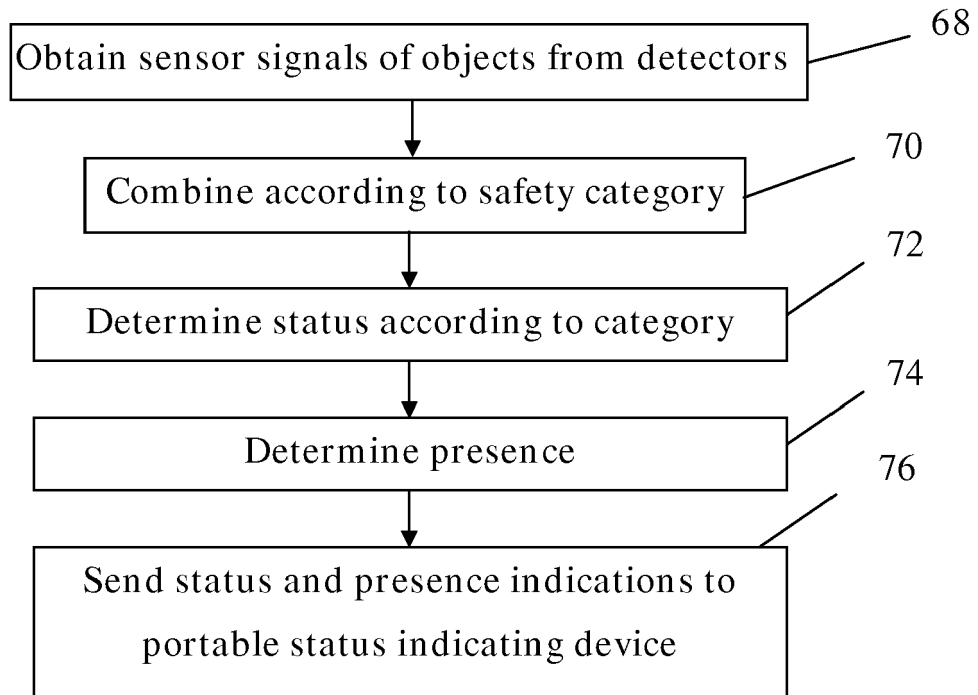 68
Obtain sensor signals of objects from detectors
70
Combine according to safety category
72
Determine status according to category
74
Determine presence
76
Send status and presence indications to
portable status indicating device